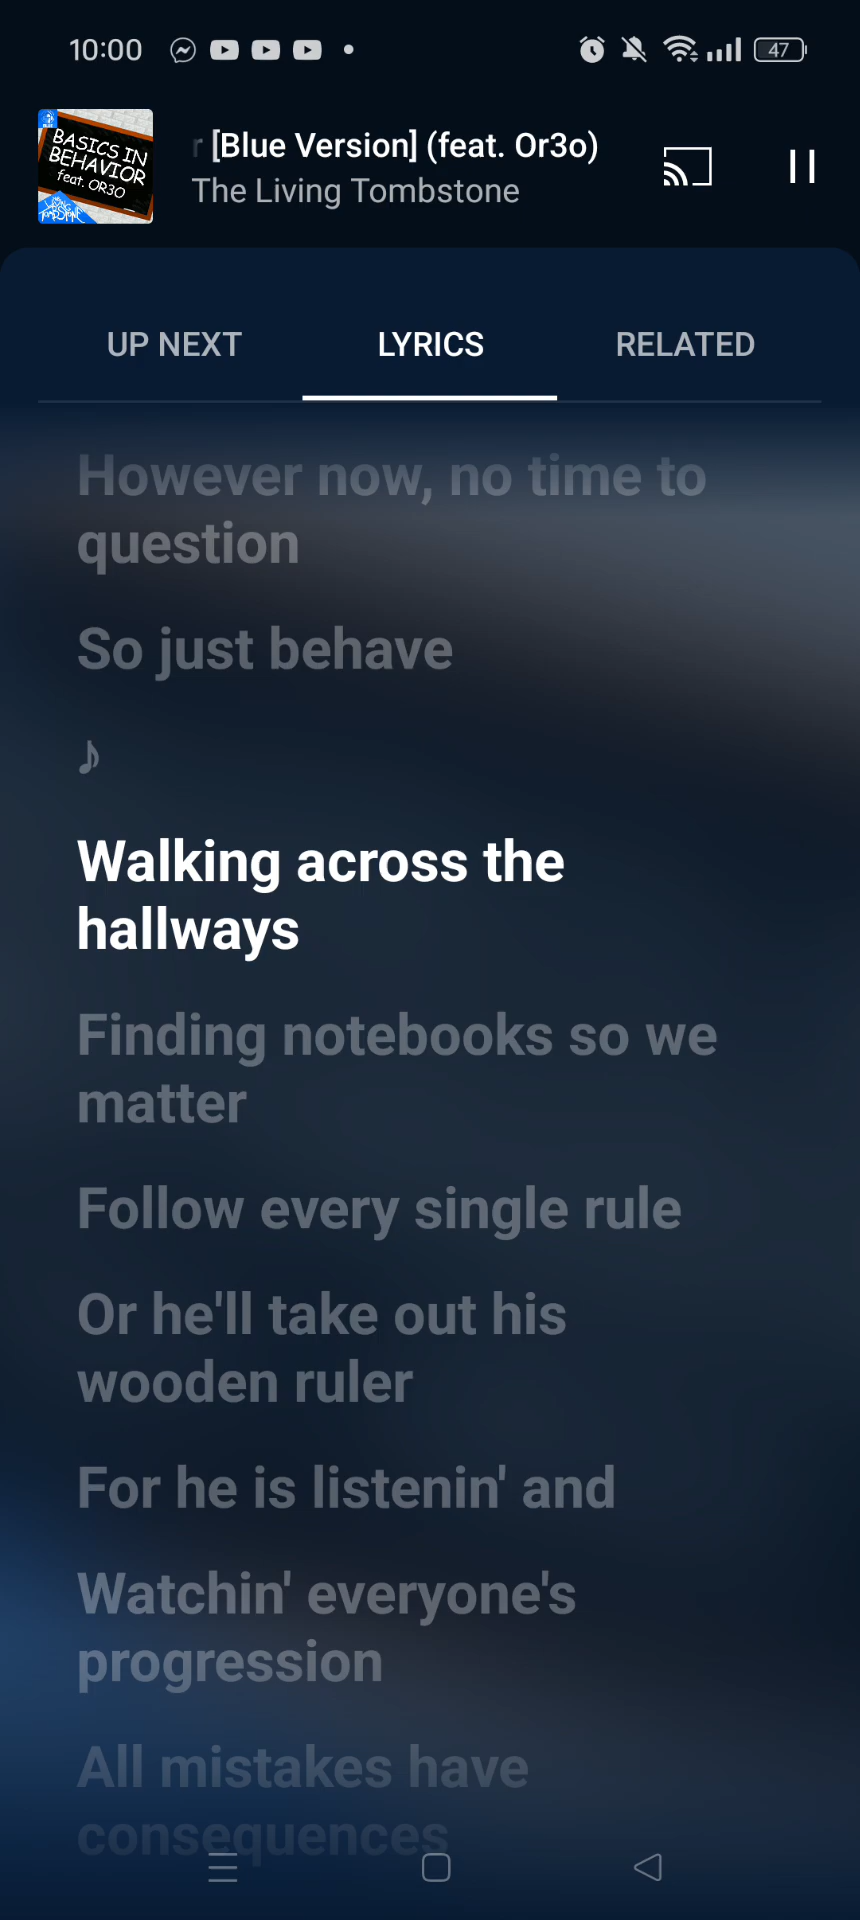 10:00
47
BASICS IN
BEHAVIOR
feat. OR3O
r [Blue Version] (feat. Or3o)
The Living Tombstone
UP NEXT
LYRICS
RELATED
However now, no time to
question
So just behave
♪
Walking across the
hallways
Finding notebooks so we
matter
Follow every single rule
Or he'll take out his
wooden ruler
For he is listenin' and
Watchin' everyone's
progression
All mistakes have
consequences